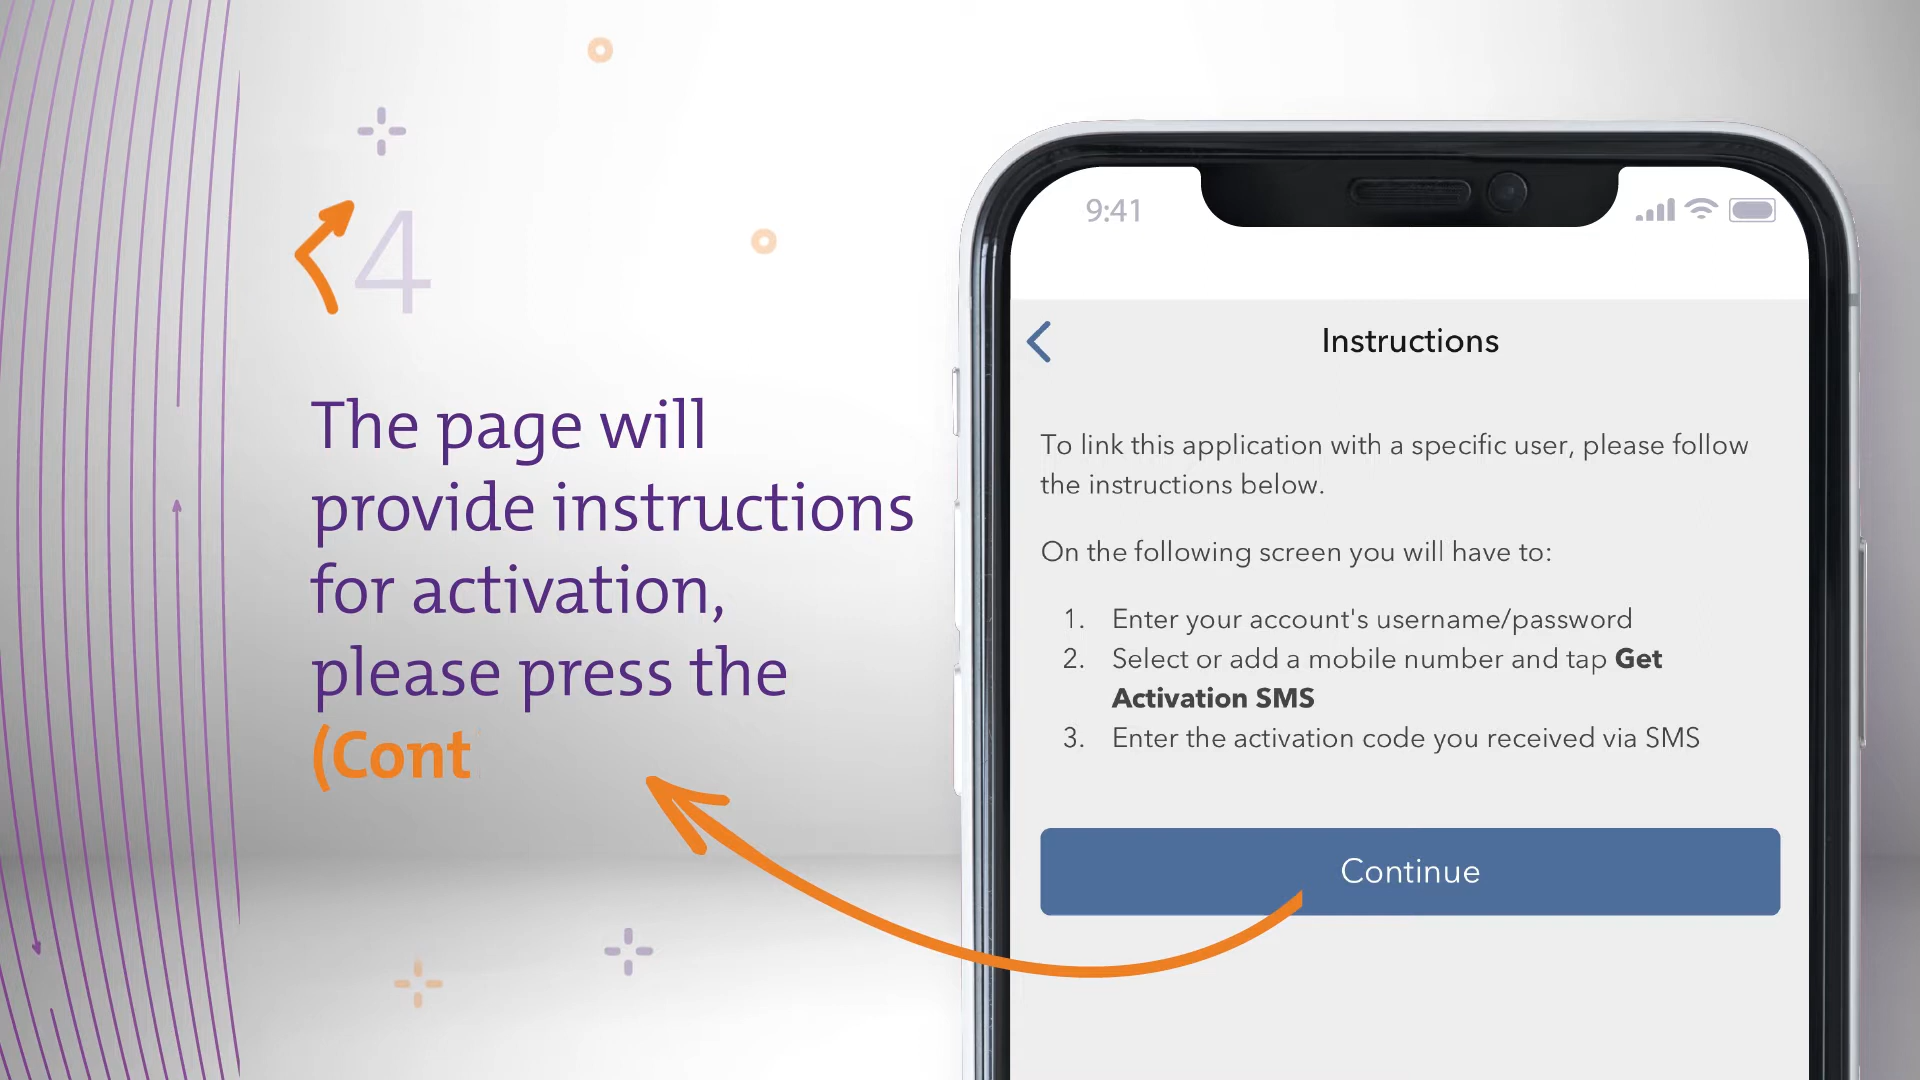 4
The page will
provide instructions
for activation,
please press the
(Cont
9:41
Instructions
To link this application with a specific user, please follow
the instructions below.
On the following screen you will have to:
1. Enter your account's username/password
2. Select or add a mobile number and tap Get
Activation SMS
3. Enter the activation code you received via SMS
Continue